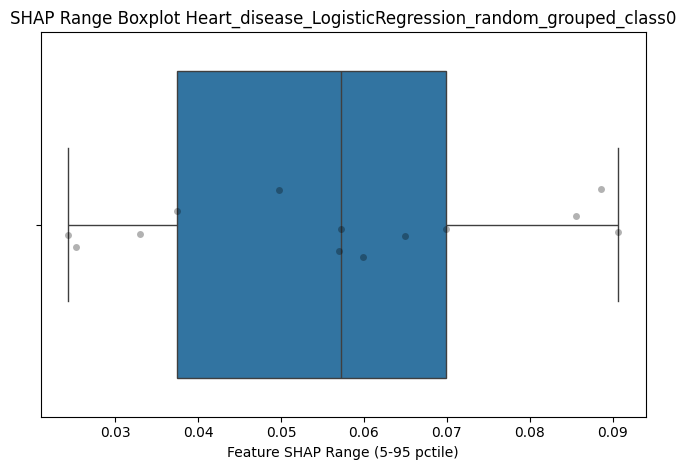 SHAP Range Boxplot Heart_disease_LogisticRegression_random_grouped_class0
0.03 0.04 0.05 0.06 0.07 0.08 0.09
Feature SHAP Range (5-95 pctile)